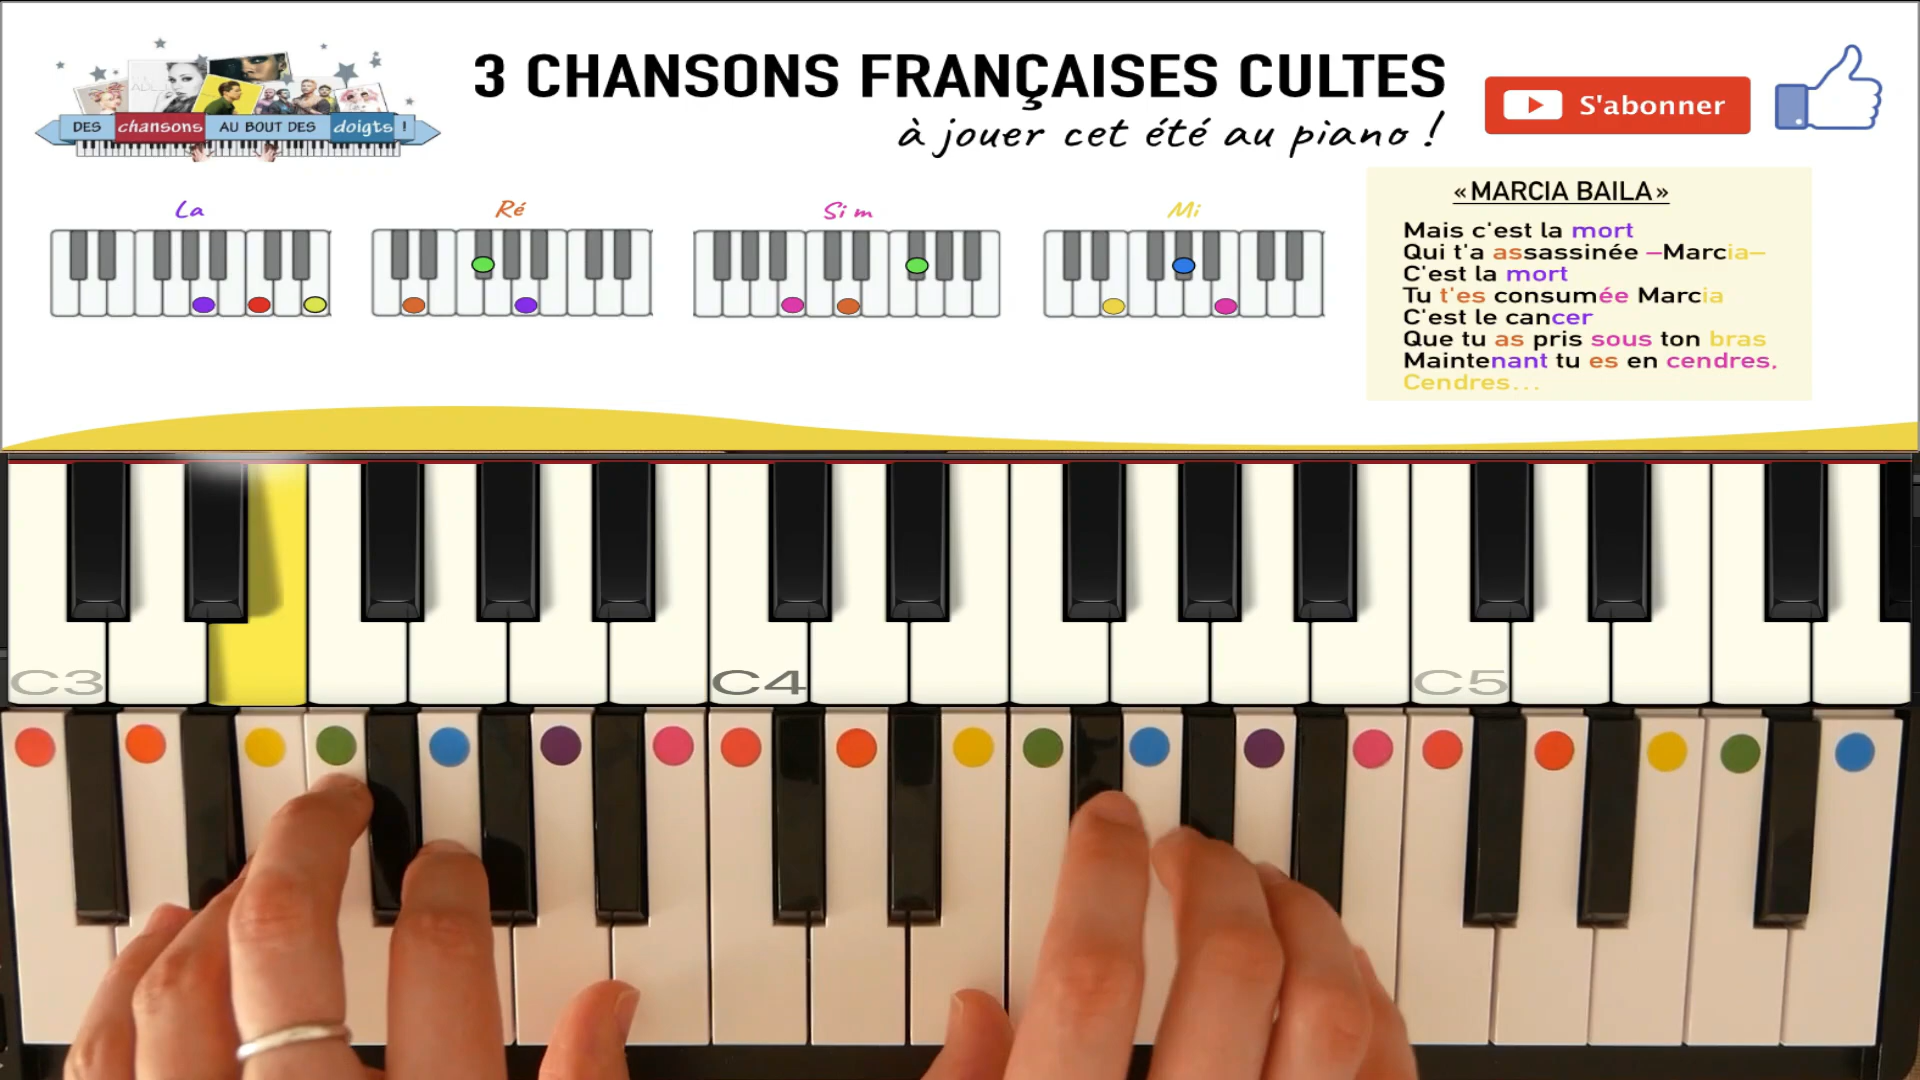 3 CHANSONS FRANÇAISES CULTES
à jouer cet été au piano !
S'abonner
DES chansons AU BOUT DES doigts !
La
Ré
Si m
Mi
«MARCIA BAILA»
Mais c'est la mort
Qui t'a assassinée –Marcia–
C'est la mort
Tu t'es consumée Marcia
C'est le cancer
Que tu as pris sous ton bras
Maintenant tu es en cendres,
Cendres...
C3
C4
C5